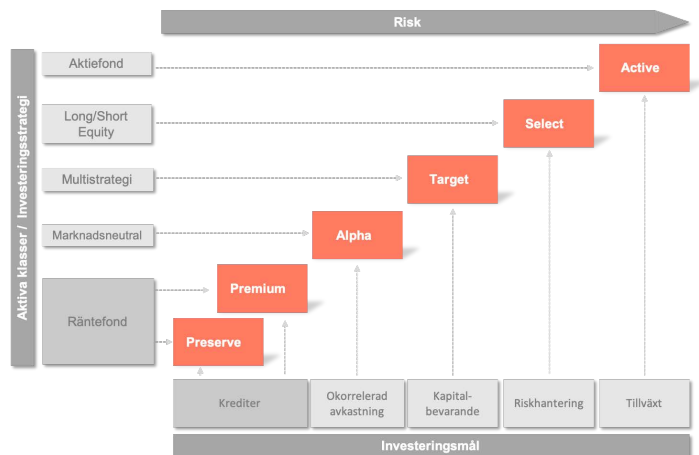 Risk
Aktiva klasser / Investeringsstrategi
Aktiefond
Active
Long/Short
Equity
Select
Multistrategi
Target
Marknadsneutral
Alpha
Räntefond
Premium
Preserve
Krediter
Okorrelerad
avkastning
Kapital-
bevarande
Riskhantering
Tillväxt
Investeringsmål